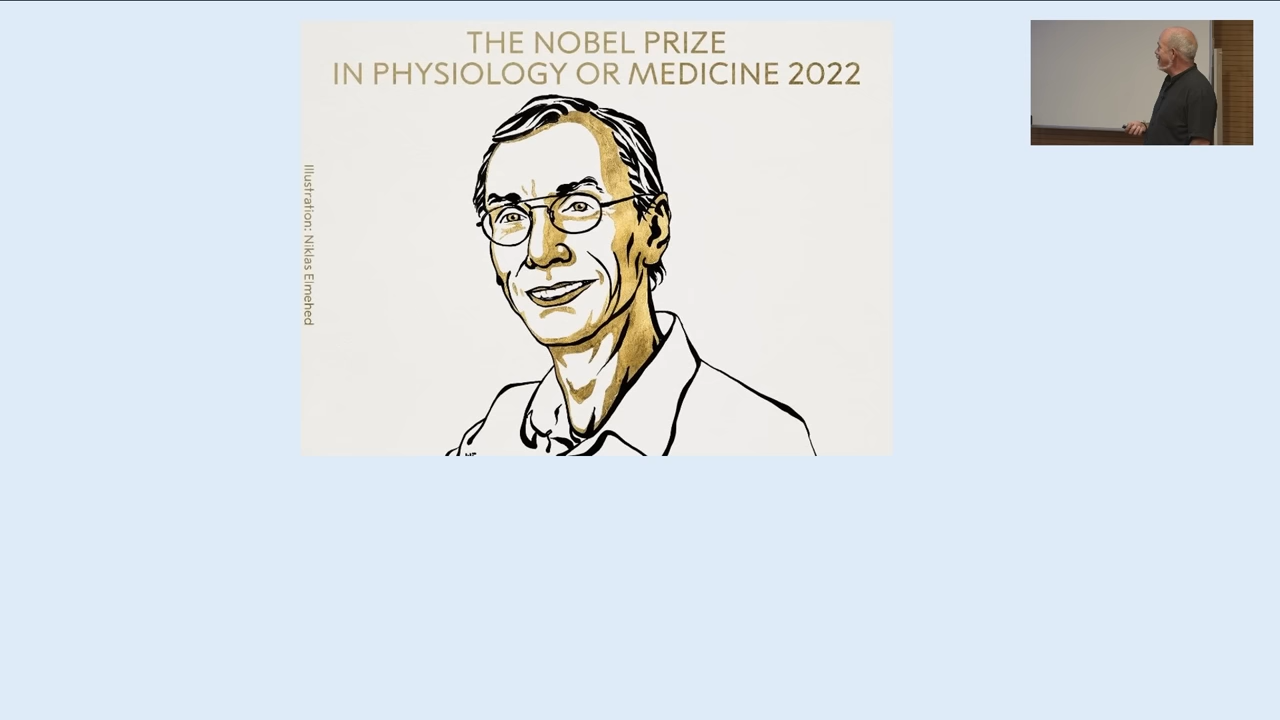 THE NOBEL PRIZE
IN PHYSIOLOGY OR MEDICINE 2022
Illustration: Niklas Elmehed